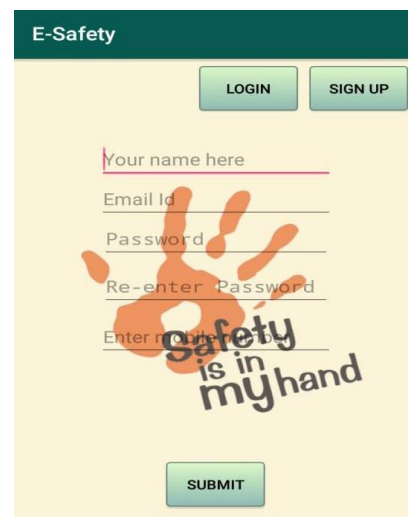 E-Safety
LOGIN SIGN UP
Your name here
Email Id
Password
Re-enter Password
Enter mobile number
Safety
is in
my hand
SUBMIT